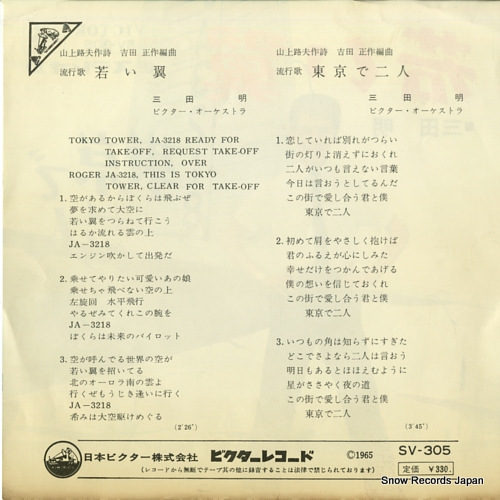 山上路夫作詩 吉田 正作編曲
流行歌 若い翼
三田 明
ビクター・オーケストラ
TOKYO TOWER, JA-3218 READY FOR
TAKE-OFF, REQUEST TAKE-OFF
INSTRUCTION, OVER
ROGER JA-3218, THIS IS TOKYO
TOWER, CLEAR FOR TAKE-OFF
1. 空があるからぼくらは飛ぶぜ
夢を求めて大空に
若い翼をつらねて行こう
はるか流れる雲の上
JA-3218
エンジン吹かして出発だ
2. 乗せてやりたい可愛いあの娘
乗せちゃ飛べない空の上
左旋回 水平飛行
やるぜみてくれこの腕を
JA-3218
ぼくらは未来のパイロット
3. 空が呼んでる世界の空が
若い翼を招いてる
北のオーロラ南の雲よ
行くぜもうじき逢いに行く
JA-3218
希みは大空駆けめぐる
(2'26")
山上路夫作詩 吉田 正作編曲
流行歌 東京で二人
三田 明
ビクター・オーケストラ
1. 恋していれば別れがつらい
街の灯りよ消えずにおくれ
二人がいつも言えない言葉
今日は言おうとしてるんだ
この街で愛し合う君と僕
東京で二人
2. 初めて肩をやさしく抱けば
君のふるえが心にしみた
幸せだけをつかんであげる
僕の想いを信じておくれ
この街で愛し合う君と僕
東京で二人
3. いつもの角は知らずにすぎた
どこでさよなら二人は言おう
明日もあるとほほえむように
星がささやく夜の道
この街で愛し合う君と僕
東京で二人
(3'45")
日本ビクター株式会社 ビクターレコード ©1965 SV-305
(レコードから無断でテープ其の他に録音することは法律で禁じられております)
定価 ¥330.
Snow Records Japan